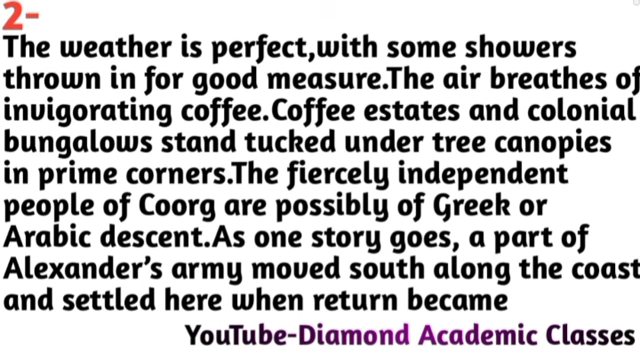 2-
The weather is perfect,with some showers
thrown in for good measure.The air breathes of
invigorating coffee.Coffee estates and colonial
bungalows stand tucked under tree canopies
in prime corners.The fiercely independent
people of Coorg are possibly of Greek or
Arabic descent.As one story goes, a part of
Alexander's army moved south along the coast
and settled here when return became
YouTube-Diamond Academic Classes